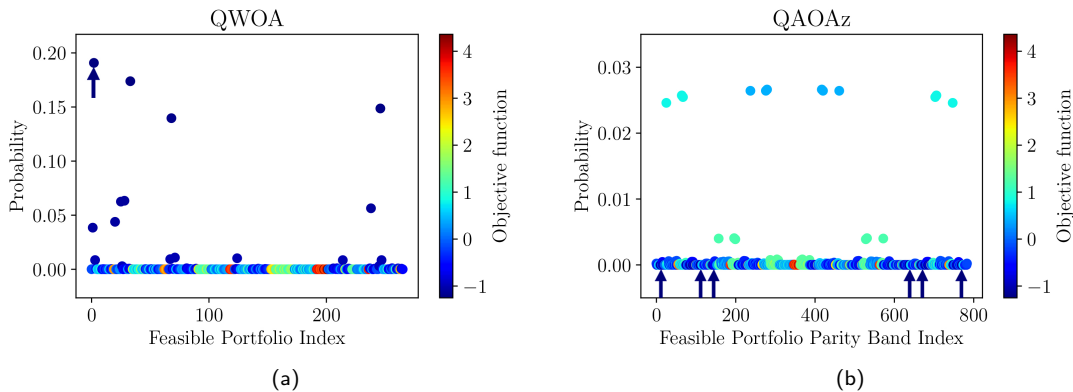 QWOA
0.20
0.15
0.10
0.05
0.00
Probability
0
100
200
Feasible Portfolio Index
4
3
2
1
0
−1
Objective function
(a)
QAOAz
0.03
0.02
0.01
0.00
Probability
0
200
400
600
800
Feasible Portfolio Parity Band Index
4
3
2
1
0
−1
Objective function
(b)